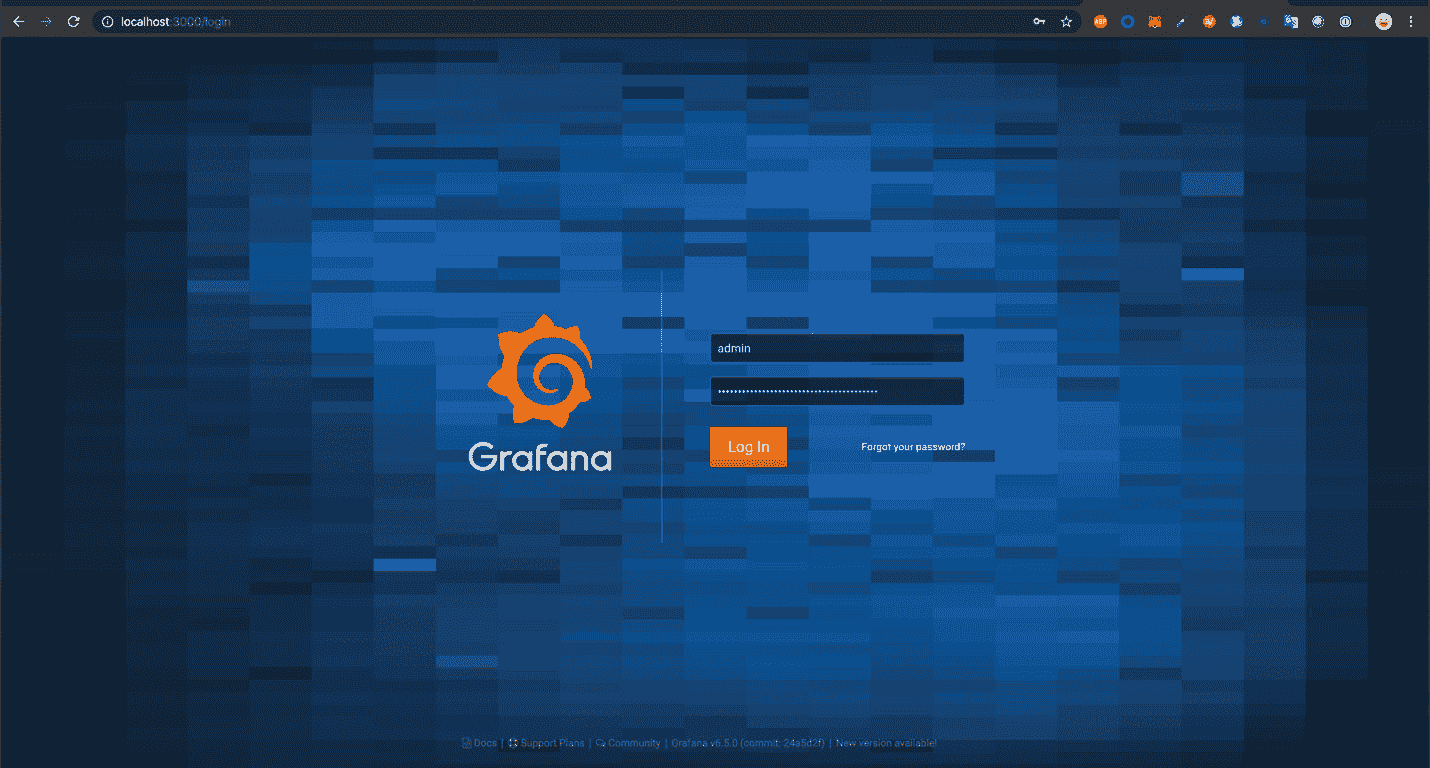 localhost:3000/login
ABP
admin
••••••••••••••••••••••••••••••••••••••••
Log In
Forgot your password?
Grafana
Docs | Support Plans | Community | Grafana v6.5.0 (commit: 24a5d2f) | New version available!